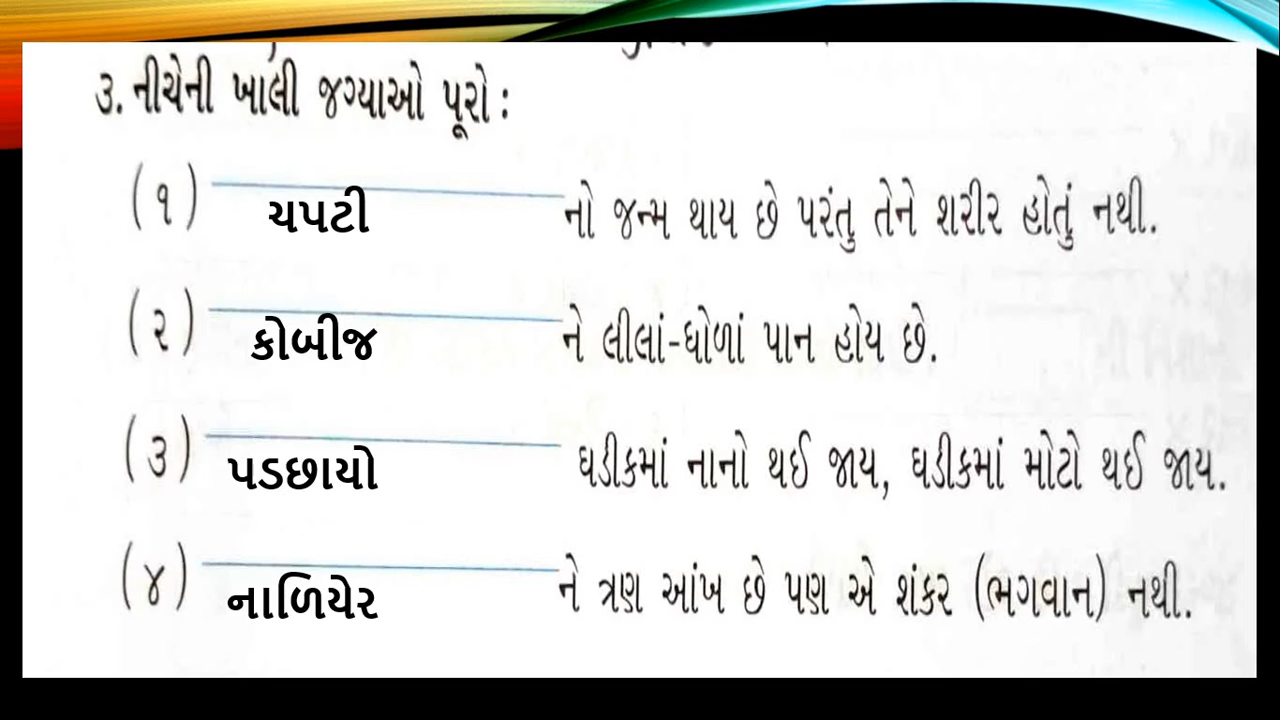 ૩. નીચેની ખાલી જગ્યાઓ પૂરો :
(૧) ચપટી નો જન્મ થાય છે પરંતુ તેને શરીર હોતું નથી.
(૨) કોબીજ ને લીલાં-ધોળાં પાન હોય છે.
(૩) પડછાયો ઘડીકમાં નાનો થઈ જાય, ઘડીકમાં મોટો થઈ જાય.
(૪) નાળિયેર ને ત્રણ આંખ છે પણ એ શંકર (ભગવાન) નથી.